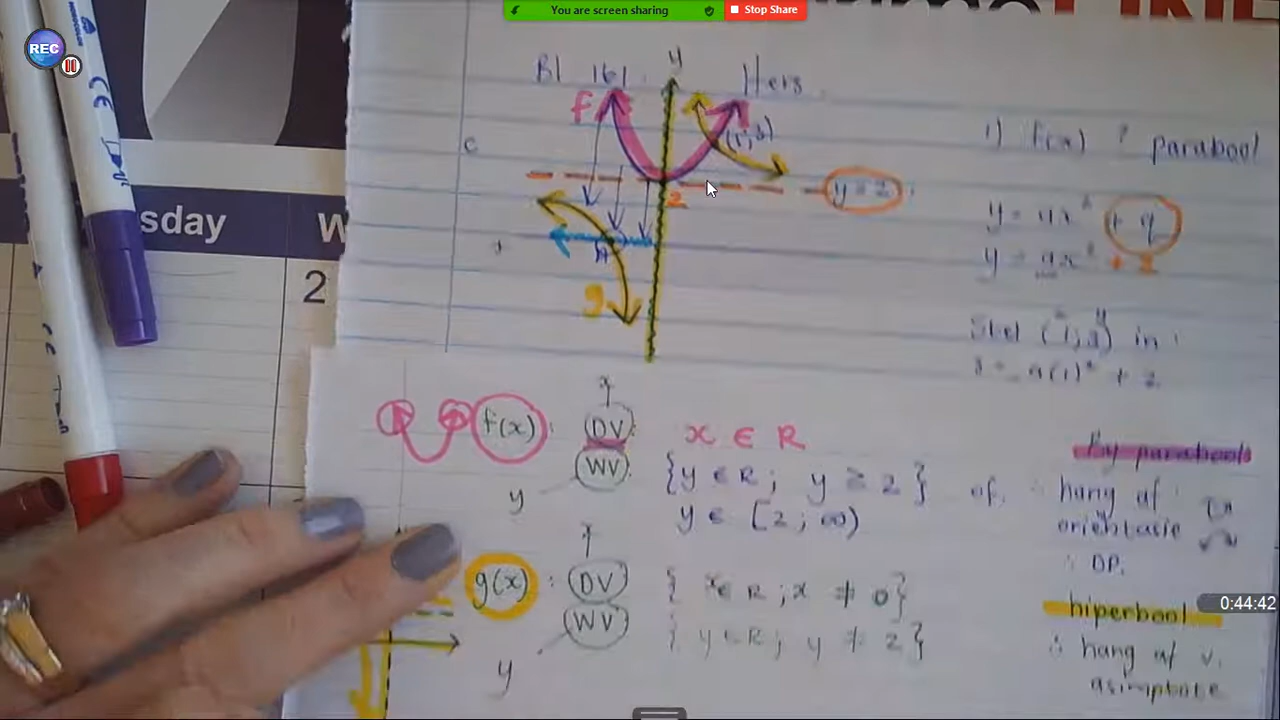 You are screen sharing
Stop Share
REC
Bl 161. Hers
y
f
(1;3)
c
y = 2
2
A
g
1) f(x) ? parabool
y = ax² + q
y = ax² + 2
Stel (1;3) in
3 = a(1)² + 2
sday
W
2
f(x): x
DV
WV
y
x ∈ R
{y ∈ R; y ≥ 2} of
y ∈ [2; ∞)
By parabool
∴ hang af
orientasie
∴ DP.
g(x) : x
DV
WV
y
{ x ∈ R ; x ≠ 0}
{ y ∈ R; y ≠ 2}
hiperbool
∴ hang af v.
asimptote
0:44:42